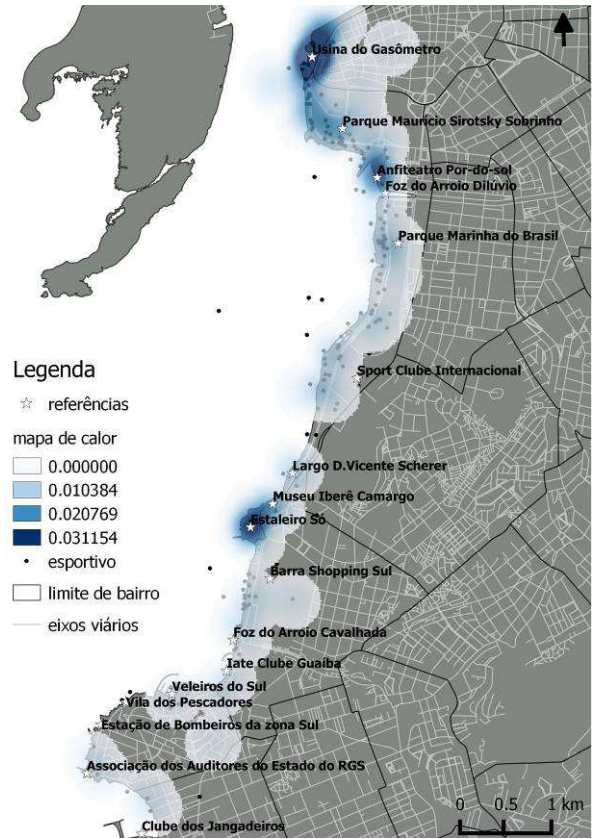 Usina do Gasômetro
Parque Maurício Sirotsky Sobrinho
Anfiteatro Por-do-sol
Foz do Arroio Dilúvio
Parque Marinha do Brasil
Sport Clube Internacional
Largo D.Vicente Scherer
Museu Iberê Camargo
Estaleiro Só
Barra Shopping Sul
Foz do Arroio Cavalhada
Iate Clube Guaíba
Veleiros do Sul
Vila dos Pescadores
Estação de Bombeiros da zona Sul
Associação dos Auditores do Estado do RGS
Clube dos Jangadeiros
Legenda
referências
mapa de calor
0.000000
0.010384
0.020769
0.031154
esportivo
limite de bairro
eixos viários
0 0.5 1 km